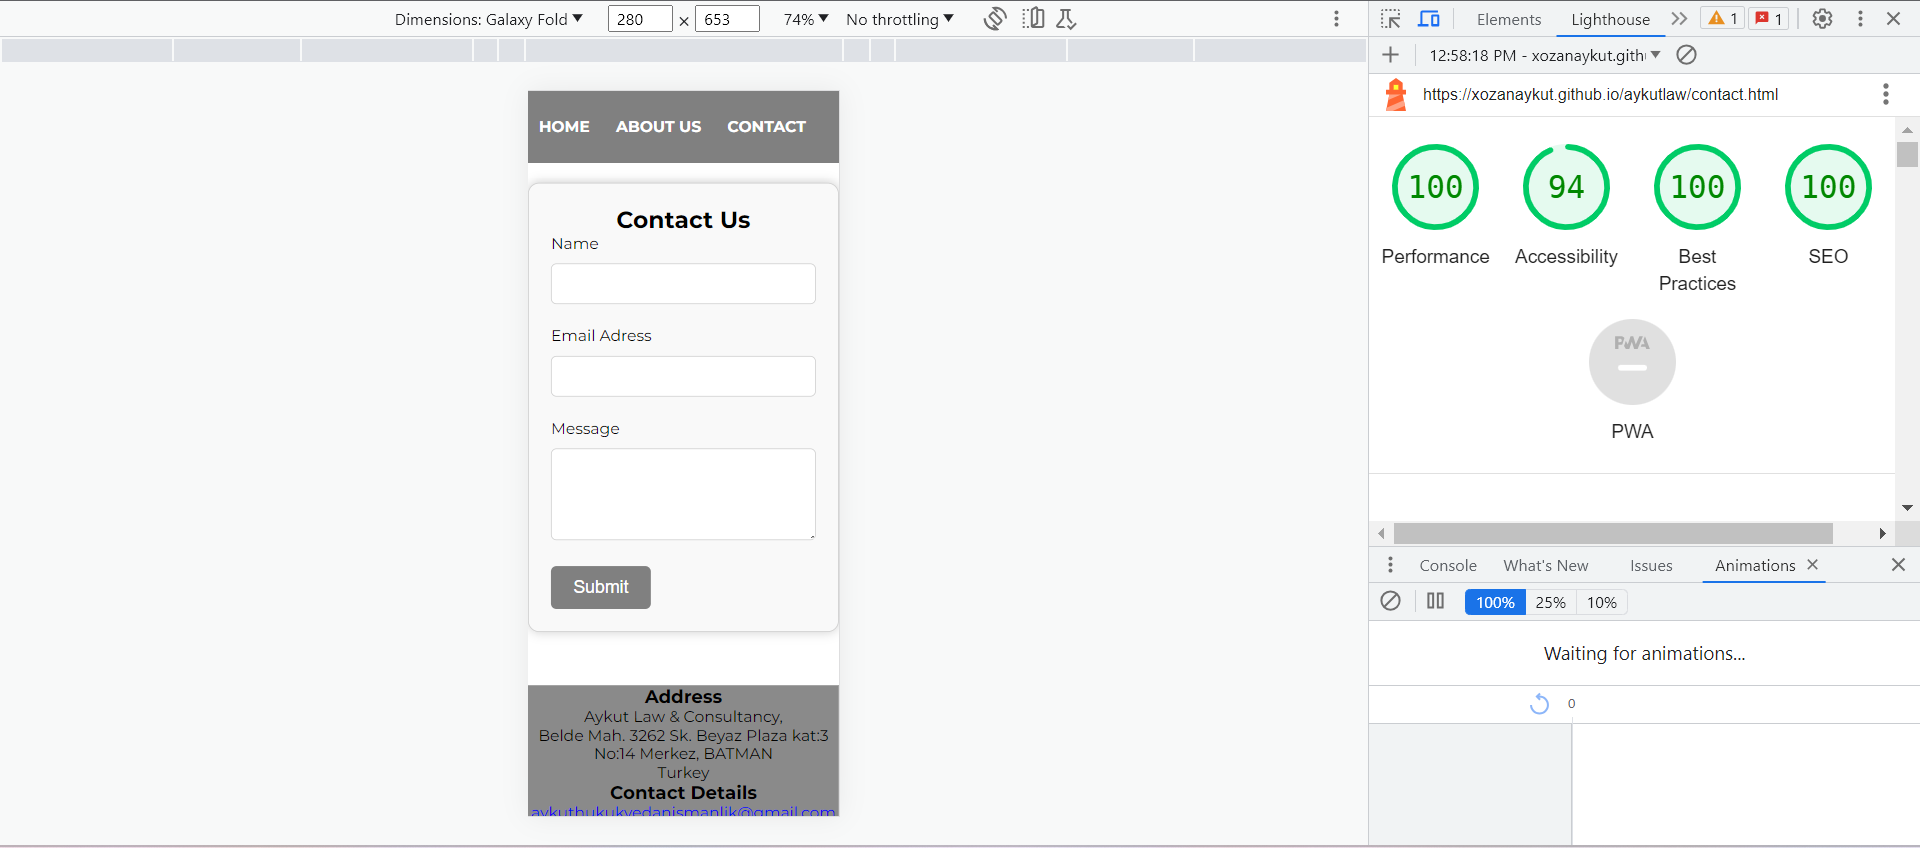 Dimensions: Galaxy Fold 280 × 653 74% No throttling
HOME ABOUT US CONTACT
Contact Us
Name
Email Adress
Message
Submit
Address
Aykut Law & Consultancy,
Belde Mah. 3262 Sk. Beyaz Plaza kat:3
No:14 Merkez, BATMAN
Turkey
Contact Details
aykuthukukvedanismanlik@gmail.com
Elements Lighthouse 1 1
12:58:18 PM - xozanaykut.gith
https://xozanaykut.github.io/aykutlaw/contact.html
100 94 100 100
Performance Accessibility Best Practices SEO
PWA
PWA
Console What's New Issues Animations
100% 25% 10%
Waiting for animations...
0